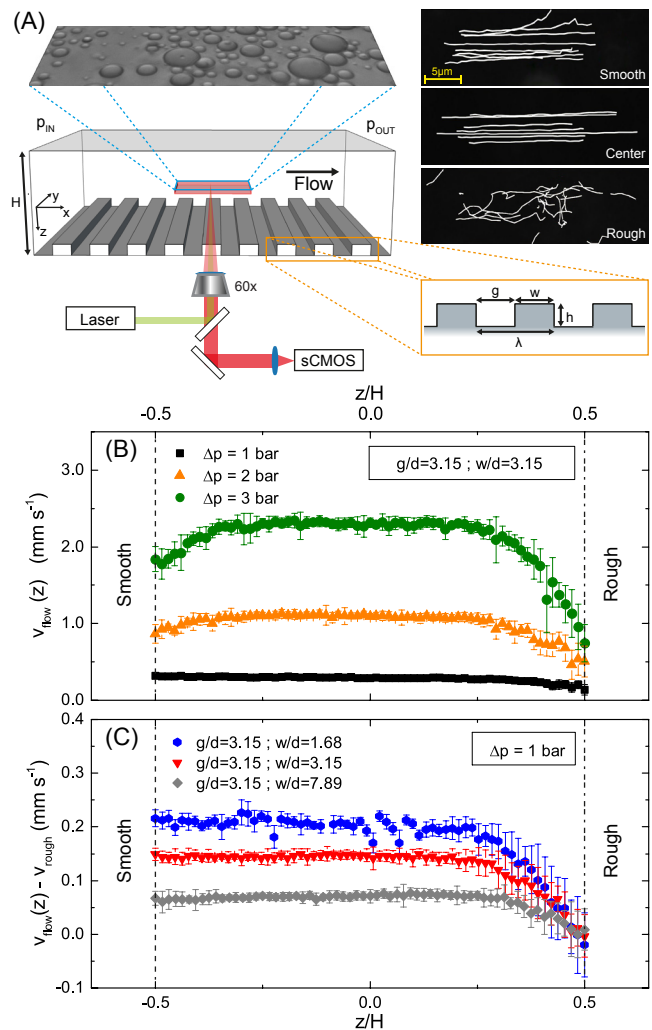 (A)
5μm
Smooth
Center
Rough
p_IN
p_OUT
H
y
x
z
Flow
60x
Laser
sCMOS
g
w
h
λ
z/H
-0.5
0.0
0.5
(B)
Δp = 1 bar
Δp = 2 bar
Δp = 3 bar
g/d=3.15 ; w/d=3.15
v_flow(z) (mm s⁻¹)
3.0
2.0
1.0
0.0
Smooth
Rough
(C)
g/d=3.15 ; w/d=1.68
g/d=3.15 ; w/d=3.15
g/d=3.15 ; w/d=7.89
Δp = 1 bar
v_flow(z) - v_rough (mm s⁻¹)
0.4
0.3
0.2
0.1
0.0
-0.1
Smooth
Rough
-0.5
0.0
0.5
z/H